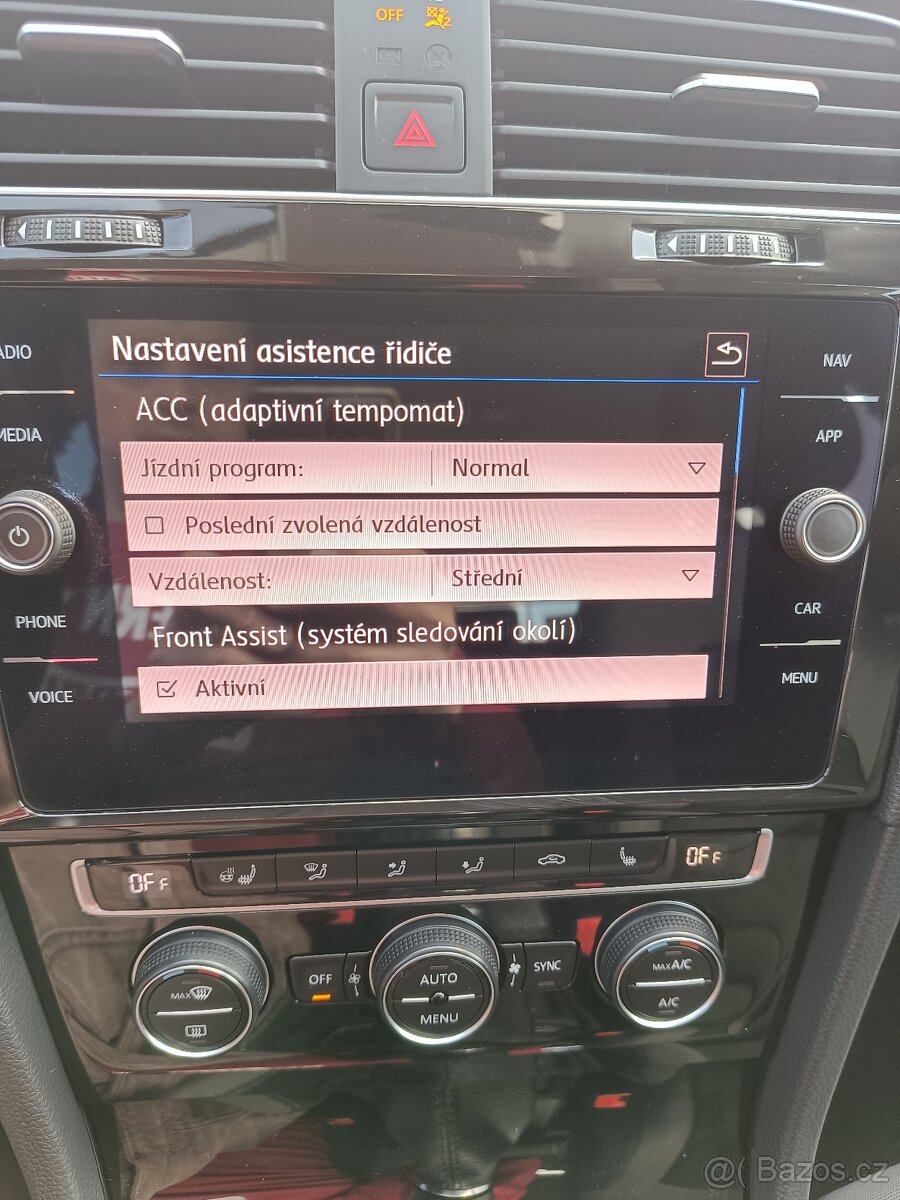 OFF
2
ON
ADIO
NAV
MEDIA
APP
Nastavení asistence řidiče
ACC (adaptivní tempomat)
Jízdní program: Normal
Poslední zvolená vzdálenost
Vzdálenost: Střední
Front Assist (systém sledování okolí)
Aktivní
PHONE
CAR
VOICE
MENU
OFF
OFF
MAX
OFF
AUTO
MENU
SYNC
MAX A/C
A/C
@( Bazos.cz